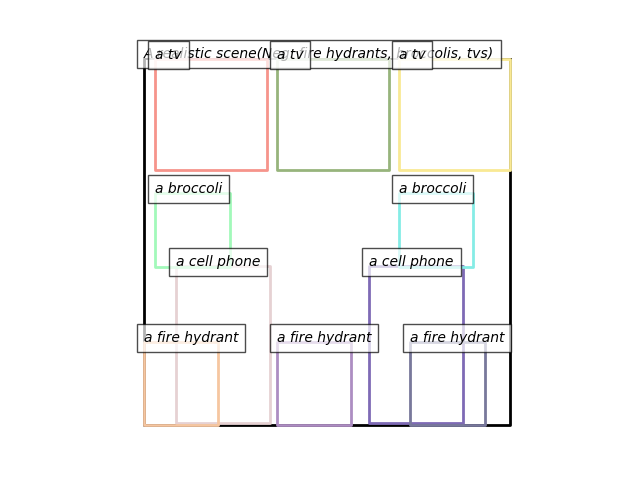 A realistic scene(Neg: fire hydrants, broccolis, tvs)
a tv
a tv
a tv
a broccoli
a broccoli
a cell phone
a cell phone
a fire hydrant
a fire hydrant
a fire hydrant